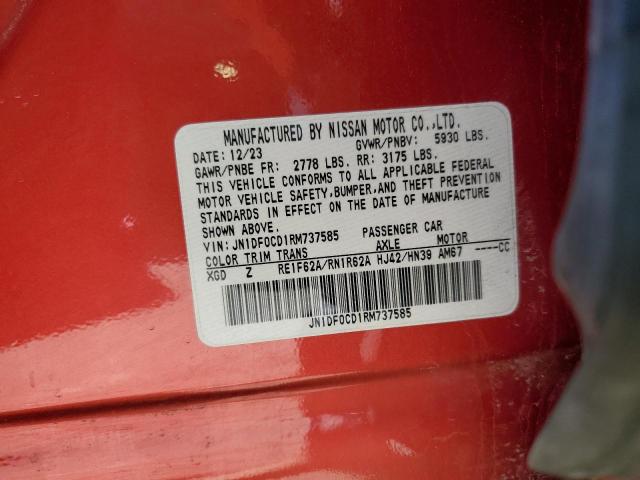 MANUFACTURED BY NISSAN MOTOR CO.,LTD.
DATE: 12/23 GVWR/PNBV: 5930 LBS.
GAWR/PNBE FR: 2778 LBS. RR: 3175 LBS.
THIS VEHICLE CONFORMS TO ALL APPLICABLE FEDERAL
MOTOR VEHICLE SAFETY,BUMPER,AND THEFT PREVENTION
STANDARDS IN EFFECT ON THE DATE OF MANUFACTURE
SHOWN ABOVE.
VIN: JN1DF0CD1RM737585 PASSENGER CAR
COLOR TRIM TRANS AXLE MOTOR
XGD Z RE1F62A/RN1R62A HJ42/HN39 AM67 ----CC
JN1DF0CD1RM737585